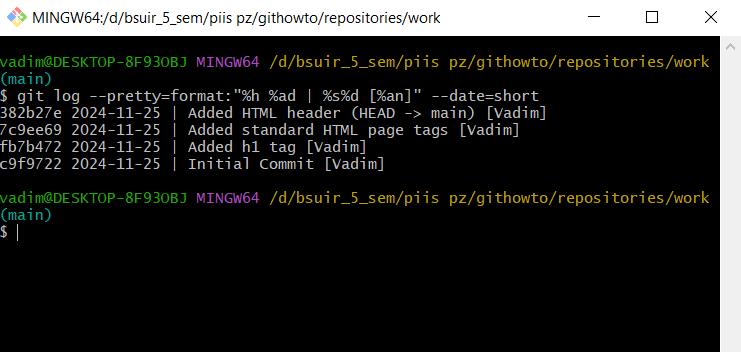 MINGW64:/d/bsuir_5_sem/piis pz/githowto/repositories/work
vadim@DESKTOP-8F93OBJ MINGW64 /d/bsuir_5_sem/piis pz/githowto/repositories/work
(main)
$ git log --pretty=format:"%h %ad | %s%d [%an]" --date=short
382b27e 2024-11-25 | Added HTML header (HEAD -> main) [Vadim]
7c9ee69 2024-11-25 | Added standard HTML page tags [Vadim]
fb7b472 2024-11-25 | Added h1 tag [Vadim]
c9f9722 2024-11-25 | Initial Commit [Vadim]
vadim@DESKTOP-8F93OBJ MINGW64 /d/bsuir_5_sem/piis pz/githowto/repositories/work
(main)
$